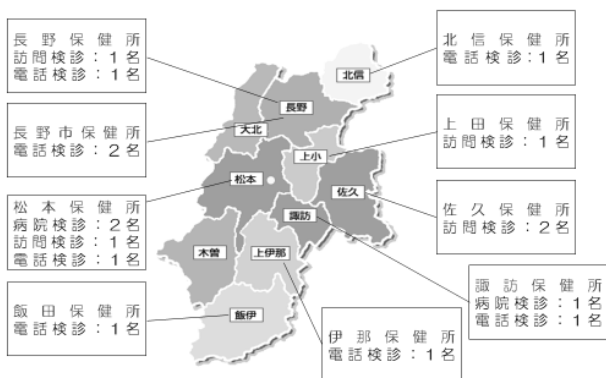 長野保健所
訪問検診：1名
電話検診：1名
長野市保健所
電話検診：2名
松本保健所
病院検診：2名
訪問検診：1名
電話検診：1名
飯田保健所
電話検診：1名
北信
長野
大北
上小
松本
佐久
諏訪
木曽
上伊那
飯伊
北信保健所
電話検診：1名
上田保健所
訪問検診：1名
佐久保健所
訪問検診：2名
諏訪保健所
病院検診：1名
電話検診：1名
伊那保健所
電話検診：1名